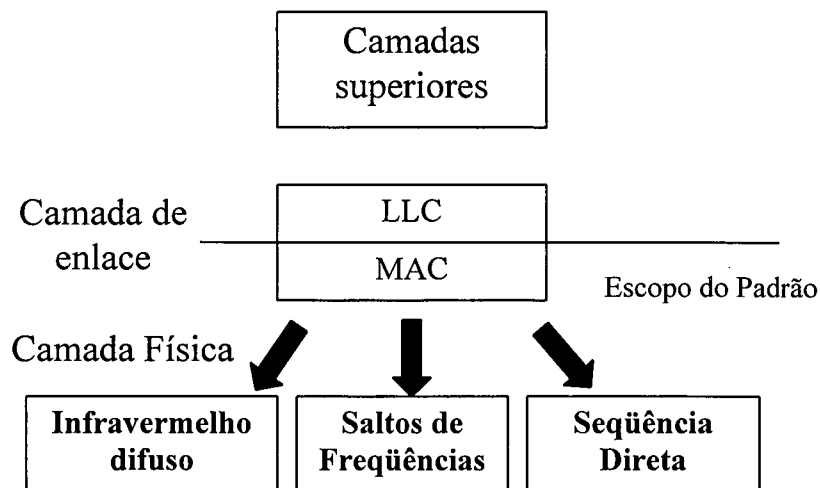 Camadas
superiores
Camada de
enlace
LLC
MAC
Escopo do Padrão
Camada Física
Infravermelho
difuso
Saltos de
Freqüências
Seqüência
Direta